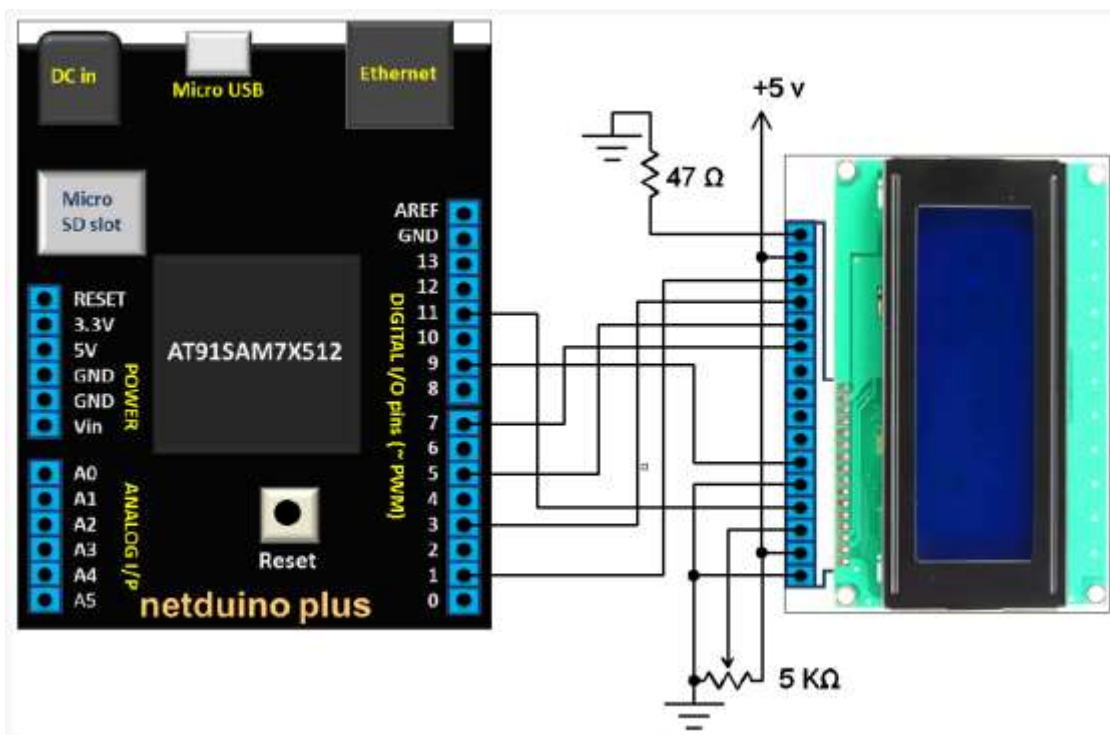 DC in
Micro USB
Ethernet
+5 v
47 Ω
Micro
SD slot
AREF
GND
13
12
11
10
9
8
7
6
5
4
3
2
1
0
DIGITAL I/O pins (~ PWM)
RESET
3.3V
5V
GND
GND
Vin
POWER
AT91SAM7X512
A0
A1
A2
A3
A4
A5
ANALOG I/P
Reset
netduino plus
5 KΩ